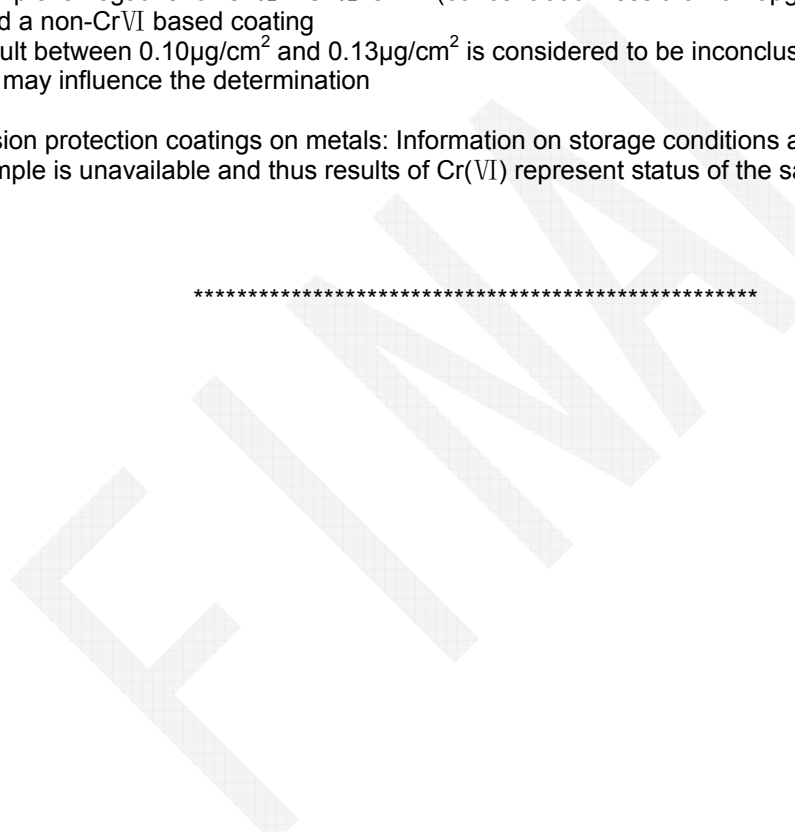 d a non-CrⅥ based coating
ult between 0.10µg/cm² and 0.13µg/cm² is considered to be inconclus
may influence the determination
sion protection coatings on metals: Information on storage conditions a
mple is unavailable and thus results of Cr(Ⅵ) represent status of the sa
****************************************************
FINAL